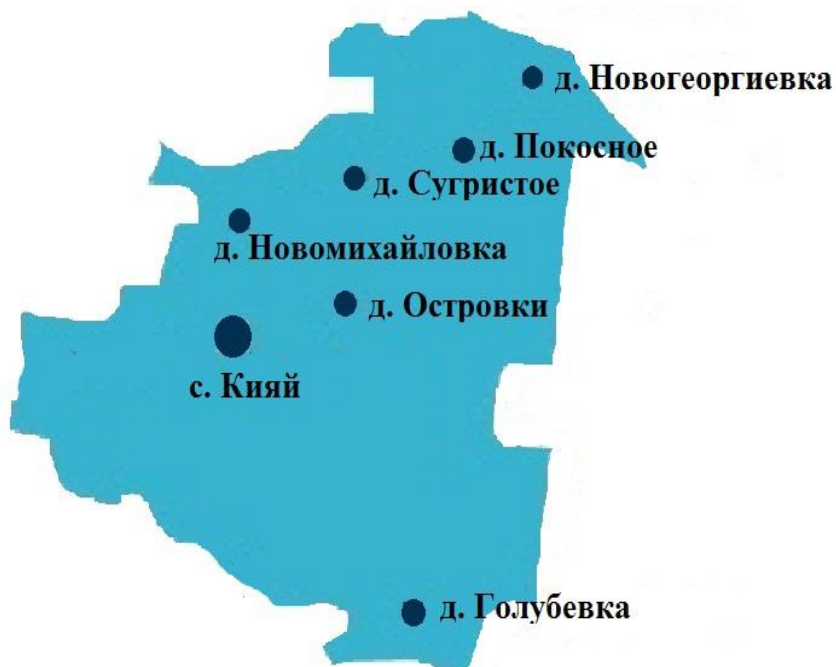 д. Новогеоргиевка
д. Покосное
д. Сугристое
д. Новомихайловка
д. Островки
с. Кияй
д. Голубевка